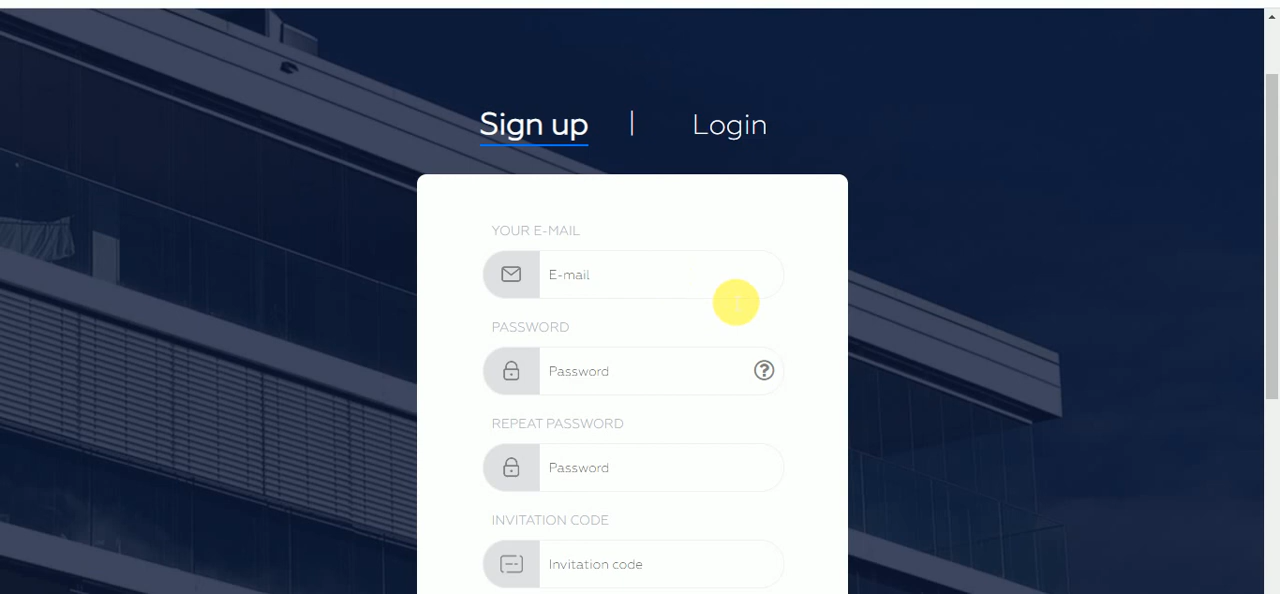 Sign up | Login
YOUR E-MAIL
E-mail
PASSWORD
Password
REPEAT PASSWORD
Password
INVITATION CODE
Invitation code